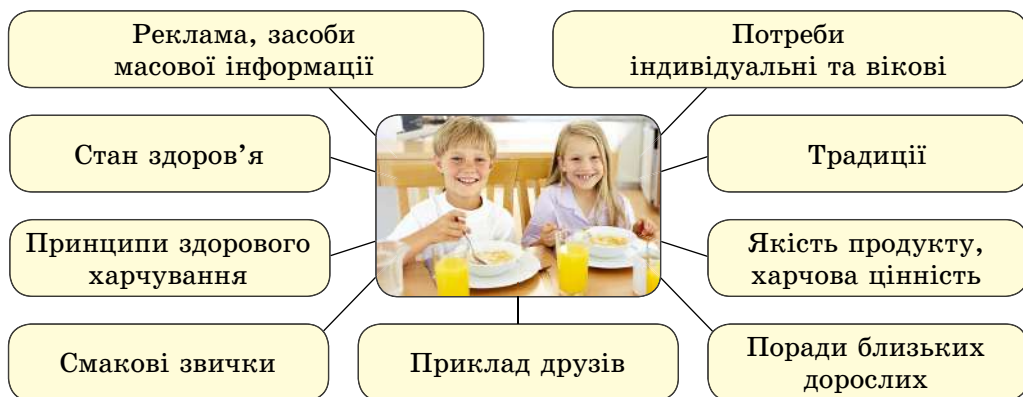 Реклама, засоби
масової інформації
Потреби
індивідуальні та вікові
Стан здоров’я
Традиції
Принципи здорового
харчування
Якість продукту,
харчова цінність
Смакові звички
Приклад друзів
Поради близьких
дорослих